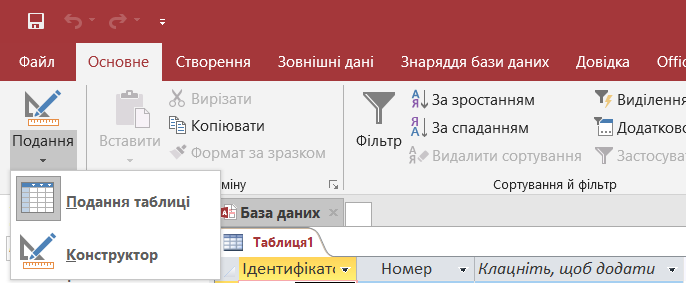 Файл Основне Створення Зовнішні дані Знаряддя бази даних Довідка Offic
Подання
Вставити
Вирізати
Копіювати
Формат за зразком
міну
Фільтр
За зростанням
За спаданням
Видалити сортування
Виділення
Додатково
Застосува
Сортування й фільтр
Подання таблиці
Конструктор
База даних
Таблиця1
Ідентифікато Номер Клацніть, щоб додати